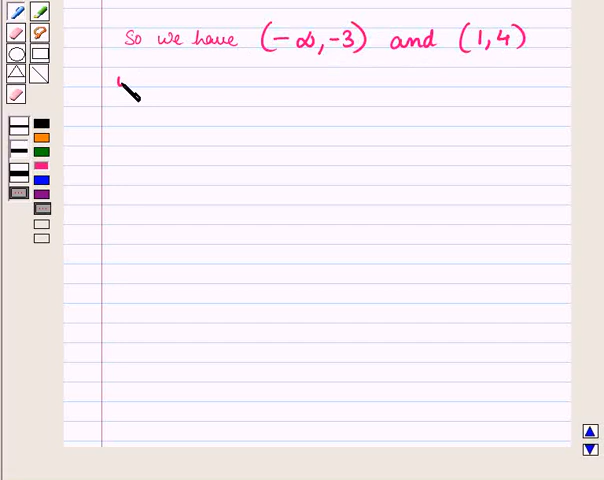 So we have (-∞, -3) and (1, 4)